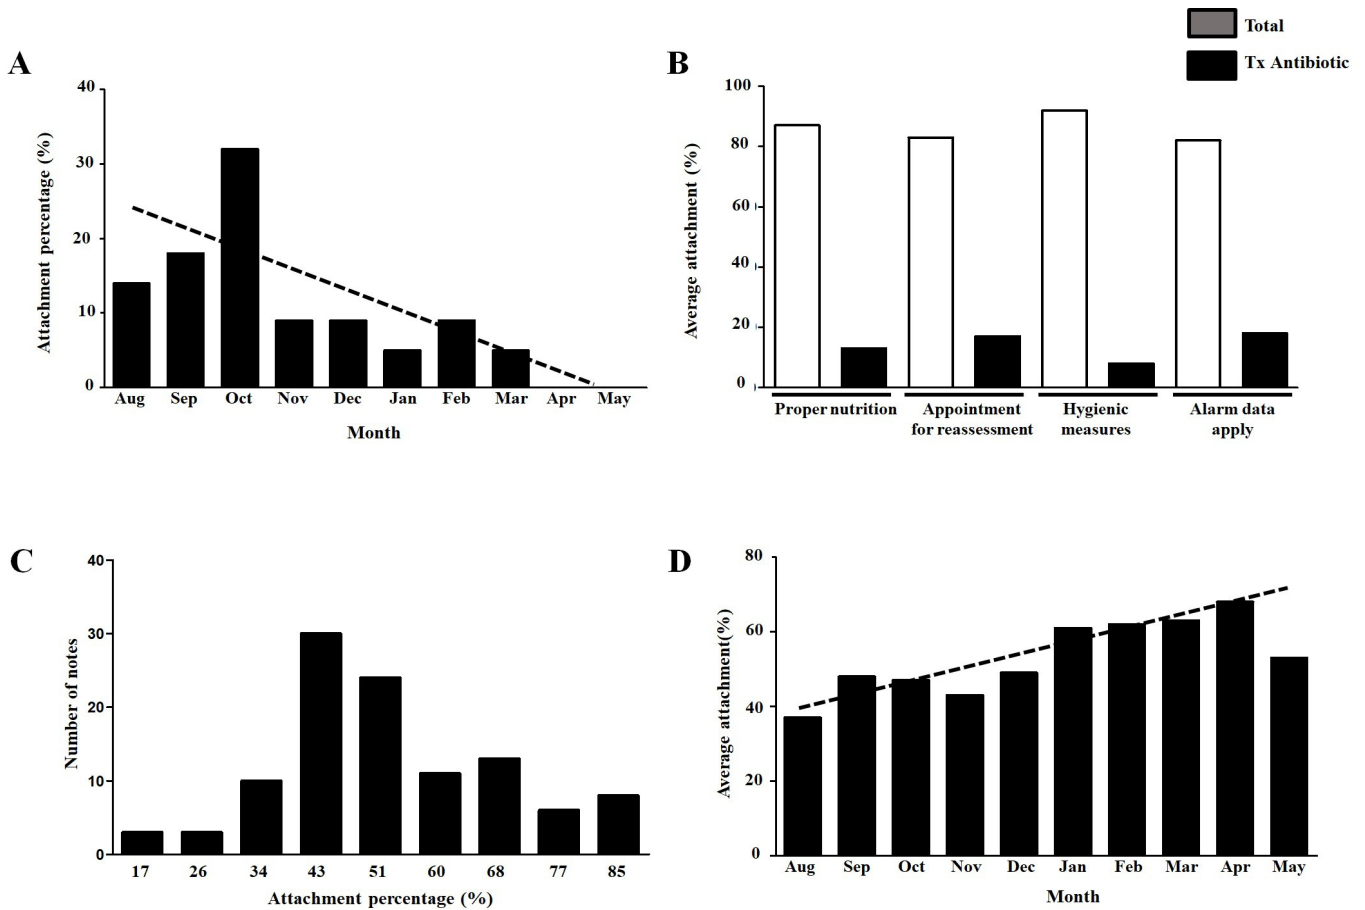 Total
Tx Antibiotic
A
40
30
20
10
0
Attachment percentage (%)
Aug Sep Oct Nov Dec Jan Feb Mar Apr May
Month
B
100
80
60
40
20
0
Average attachment (%)
Proper nutrition Appointment Hygienic Alarm data
for reassessment measures apply
C
40
30
20
10
0
Number of notes
17 26 34 43 51 60 68 77 85
Attachment percentage (%)
D
80
60
40
20
0
Average attachment(%)
Aug Sep Oct Nov Dec Jan Feb Mar Apr May
Month